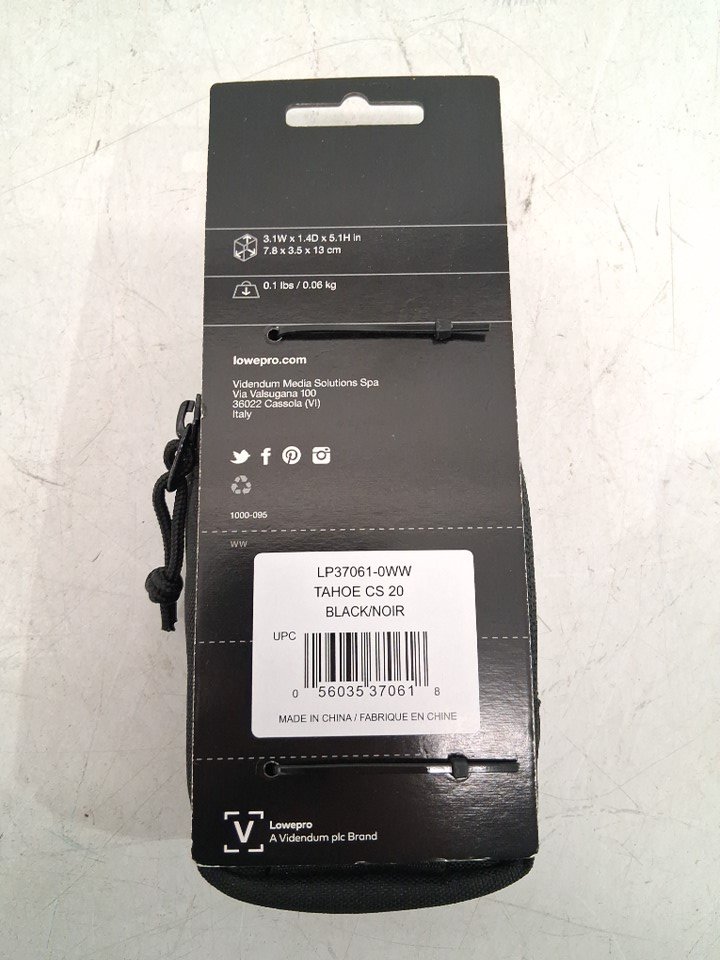 3.1W x 1.4D x 5.1H in
7.8 x 3.5 x 13 cm
0.1 lbs / 0.06 kg
lowepro.com
Videndum Media Solutions Spa
Via Valsugana 100
36022 Cassola (VI)
Italy
1000-095
WW
LP37061-0WW
TAHOE CS 20
BLACK/NOIR
UPC
0 56035 37061 8
MADE IN CHINA / FABRIQUE EN CHINE
V
Lowepro
A Videndum plc Brand